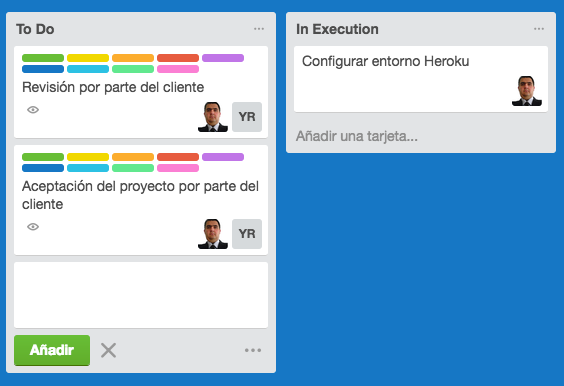 To Do
Revisión por parte del cliente
YR
Aceptación del proyecto por parte del
cliente
YR
Añadir
In Execution
Configurar entorno Heroku
Añadir una tarjeta...